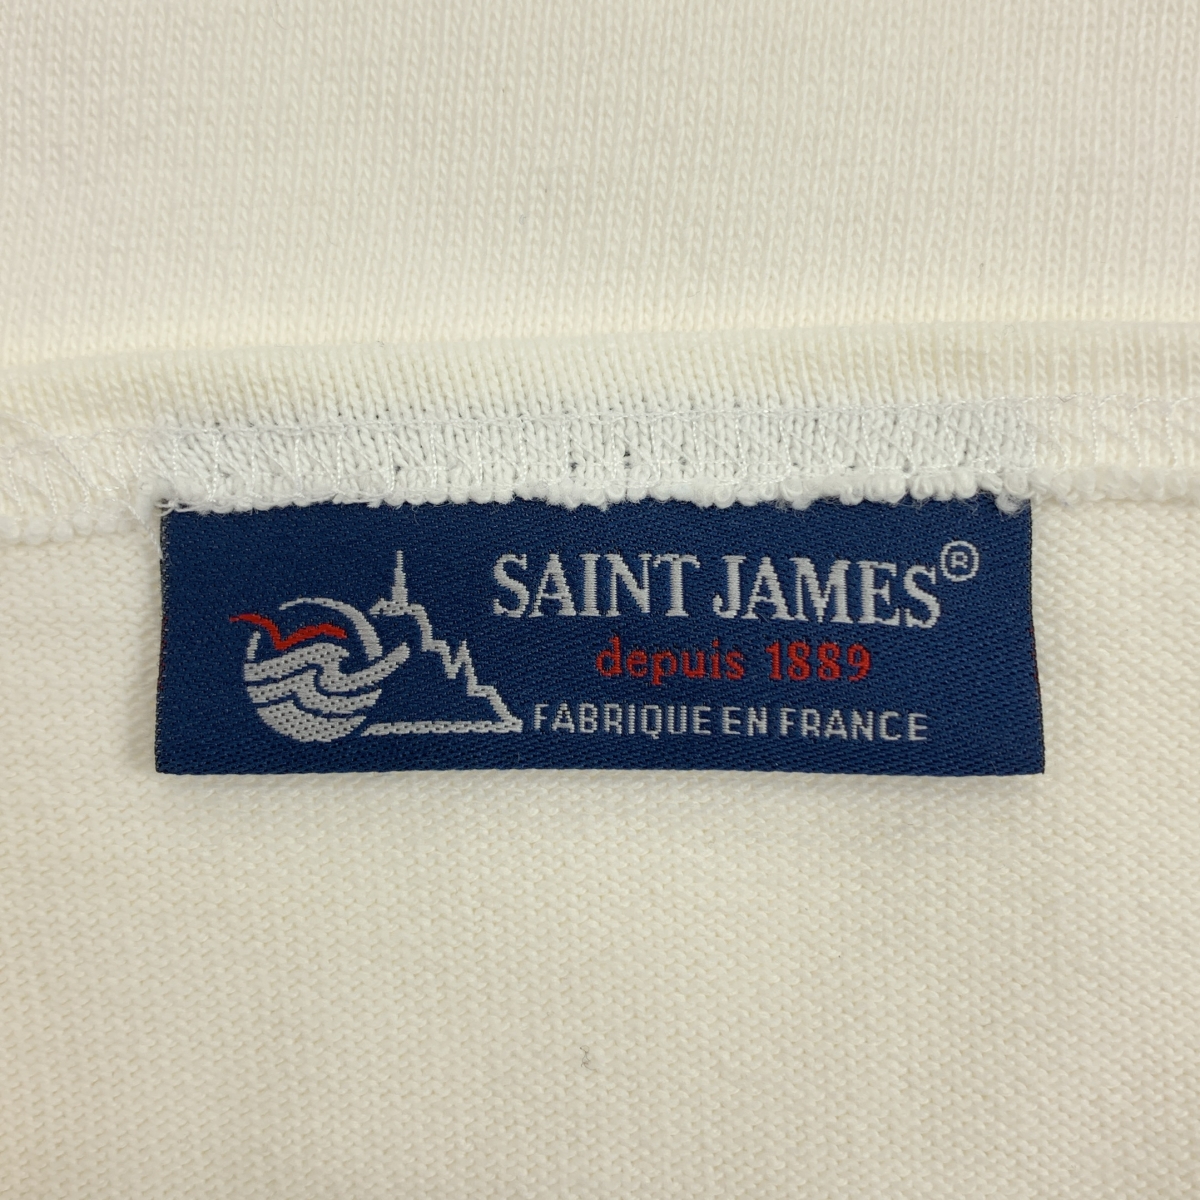 SAINT JAMES®
depuis 1889
FABRIQUE EN FRANCE